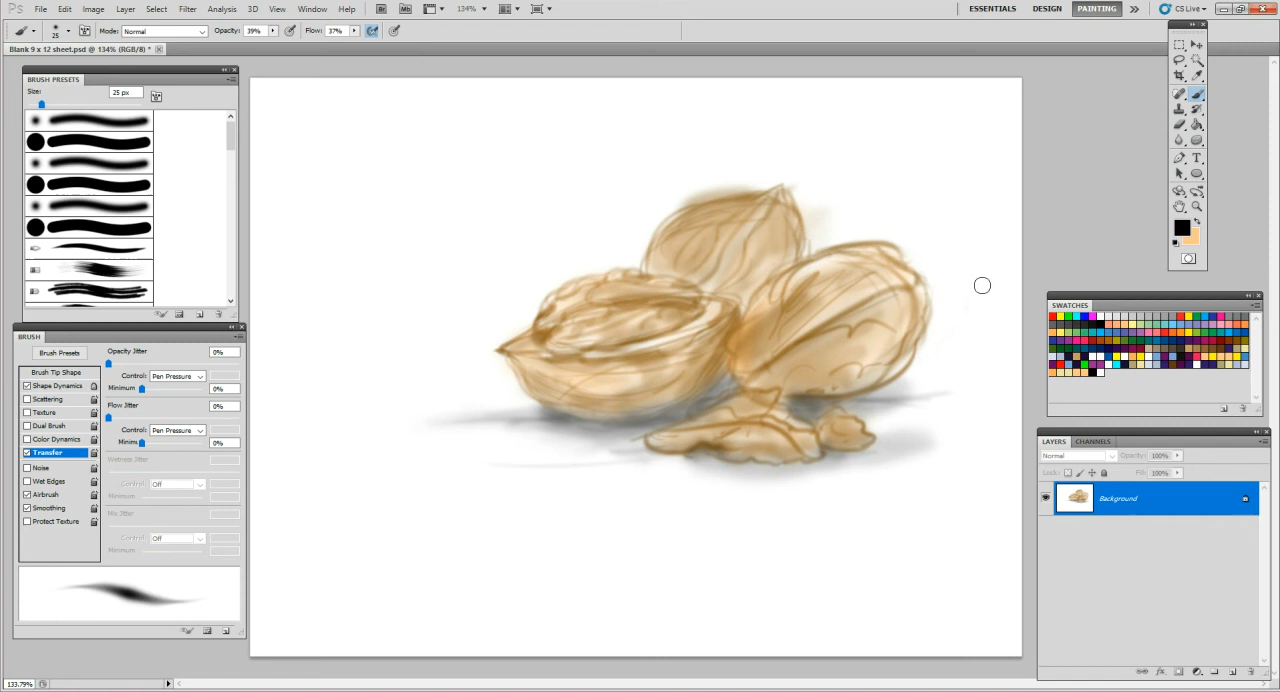 Ps File Edit Image Layer Select Filter Analysis 3D View Window Help Br Mb 134% ESSENTIALS DESIGN PAINTING CS Live
25 Mode: Normal Opacity: 39% Flow: 37%
Blank 9 x 12 sheet.psd @ 134% (RGB/8) *
BRUSH PRESETS
Size: 25 px
BRUSH
Brush Presets
Brush Tip Shape
Shape Dynamics
Scattering
Texture
Dual Brush
Color Dynamics
Transfer
Noise
Wet Edges
Airbrush
Smoothing
Protect Texture
Opacity Jitter 0%
Control: Pen Pressure
Minimum 0%
Flow Jitter 0%
Control: Pen Pressure
Minimu 0%
Wetness Jitter
Control: Off
Minimum
Mix Jitter
Control: Off
Minimum
T
SWATCHES
LAYERS CHANNELS
Normal Opacity: 100%
Lock: Fill: 100%
Background
fx
133.79%